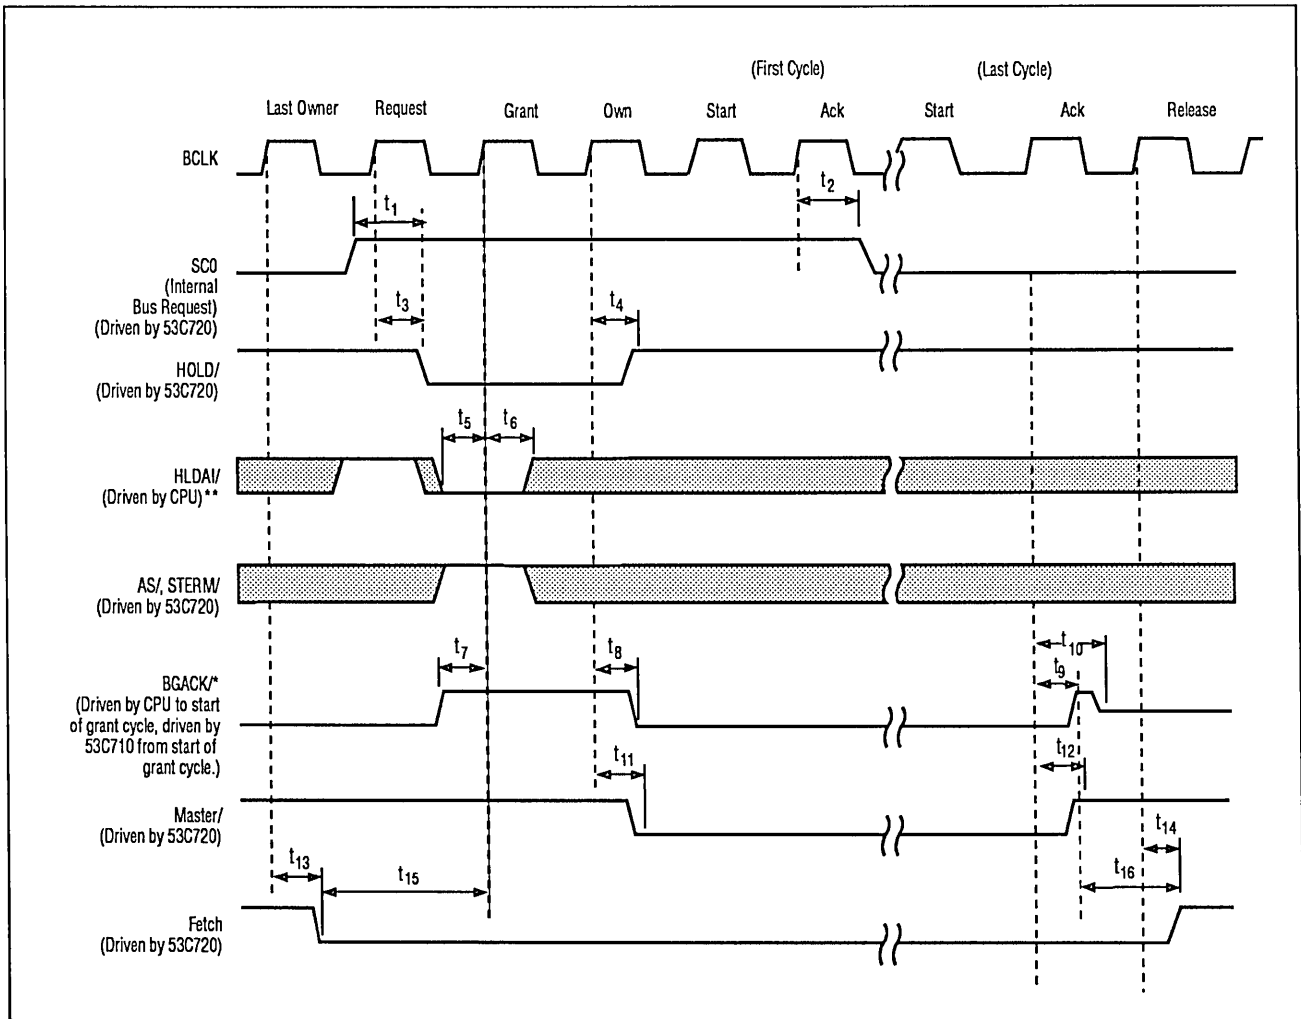 (First Cycle) (Last Cycle)
Last Owner Request Grant Own Start Ack Start Ack Release
BCLK
t2
t1
SC0
(Internal
Bus Request)
(Driven by 53C720)
t3 t4
HOLD/
(Driven by 53C720)
t5 t6
HLDAI/
(Driven by CPU)**
AS/, STERM/
(Driven by 53C720)
t7 t8 t10
t9
BGACK/*
(Driven by CPU to start
of grant cycle, driven by
53C710 from start of
grant cycle.)
t11 t12
Master/
(Driven by 53C720)
t14
t13 t15 t16
Fetch
(Driven by 53C720)